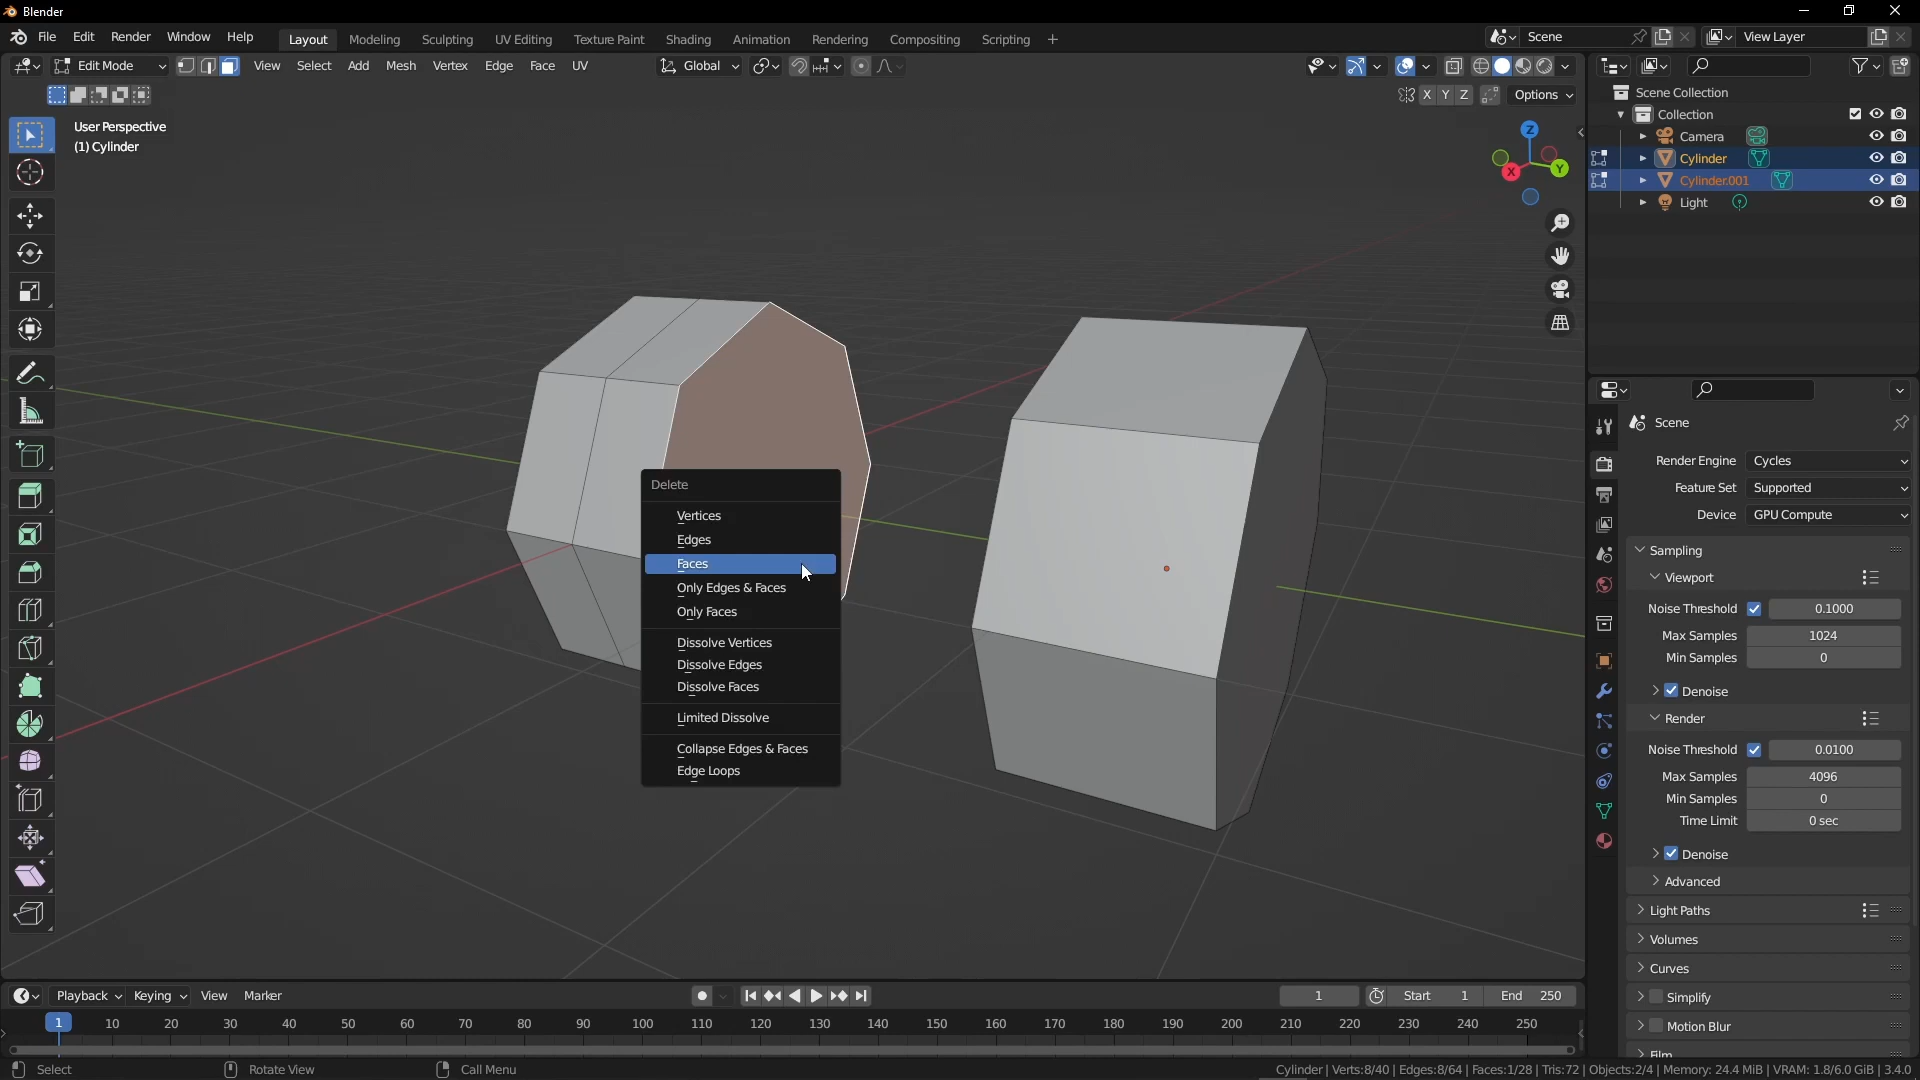 Blender
File Edit Render Window Help Layout Modeling Sculpting UV Editing Texture Paint Shading Animation Rendering Compositing Scripting + Scene View Layer
Edit Mode View Select Add Mesh Vertex Edge Face UV Global
X Y Z Options
User Perspective
(1) Cylinder
Z
X
Y
Scene Collection
Collection
Camera
Cylinder
Cylinder.001
Light
Delete
Vertices
Edges
Faces
Only Edges & Faces
Only Faces
Dissolve Vertices
Dissolve Edges
Dissolve Faces
Limited Dissolve
Collapse Edges & Faces
Edge Loops
Scene
Render Engine Cycles
Feature Set Supported
Device GPU Compute
Sampling
Viewport
Noise Threshold 0.1000
Max Samples 1024
Min Samples 0
Denoise
Render
Noise Threshold 0.0100
Max Samples 4096
Min Samples 0
Time Limit 0 sec
Denoise
Advanced
Light Paths
Volumes
Curves
Simplify
Motion Blur
Film
Playback Keying View Marker 1 Start 1 End 250
1 10 20 30 40 50 60 70 80 90 100 110 120 130 140 150 160 170 180 190 200 210 220 230 240 250
Select Rotate View Call Menu Cylinder | Verts:8/40 | Edges:8/64 | Faces:1/28 | Tris:72 | Objects:2/4 | Memory: 24.4 MiB | VRAM: 1.8/6.0 GiB | 3.4.0